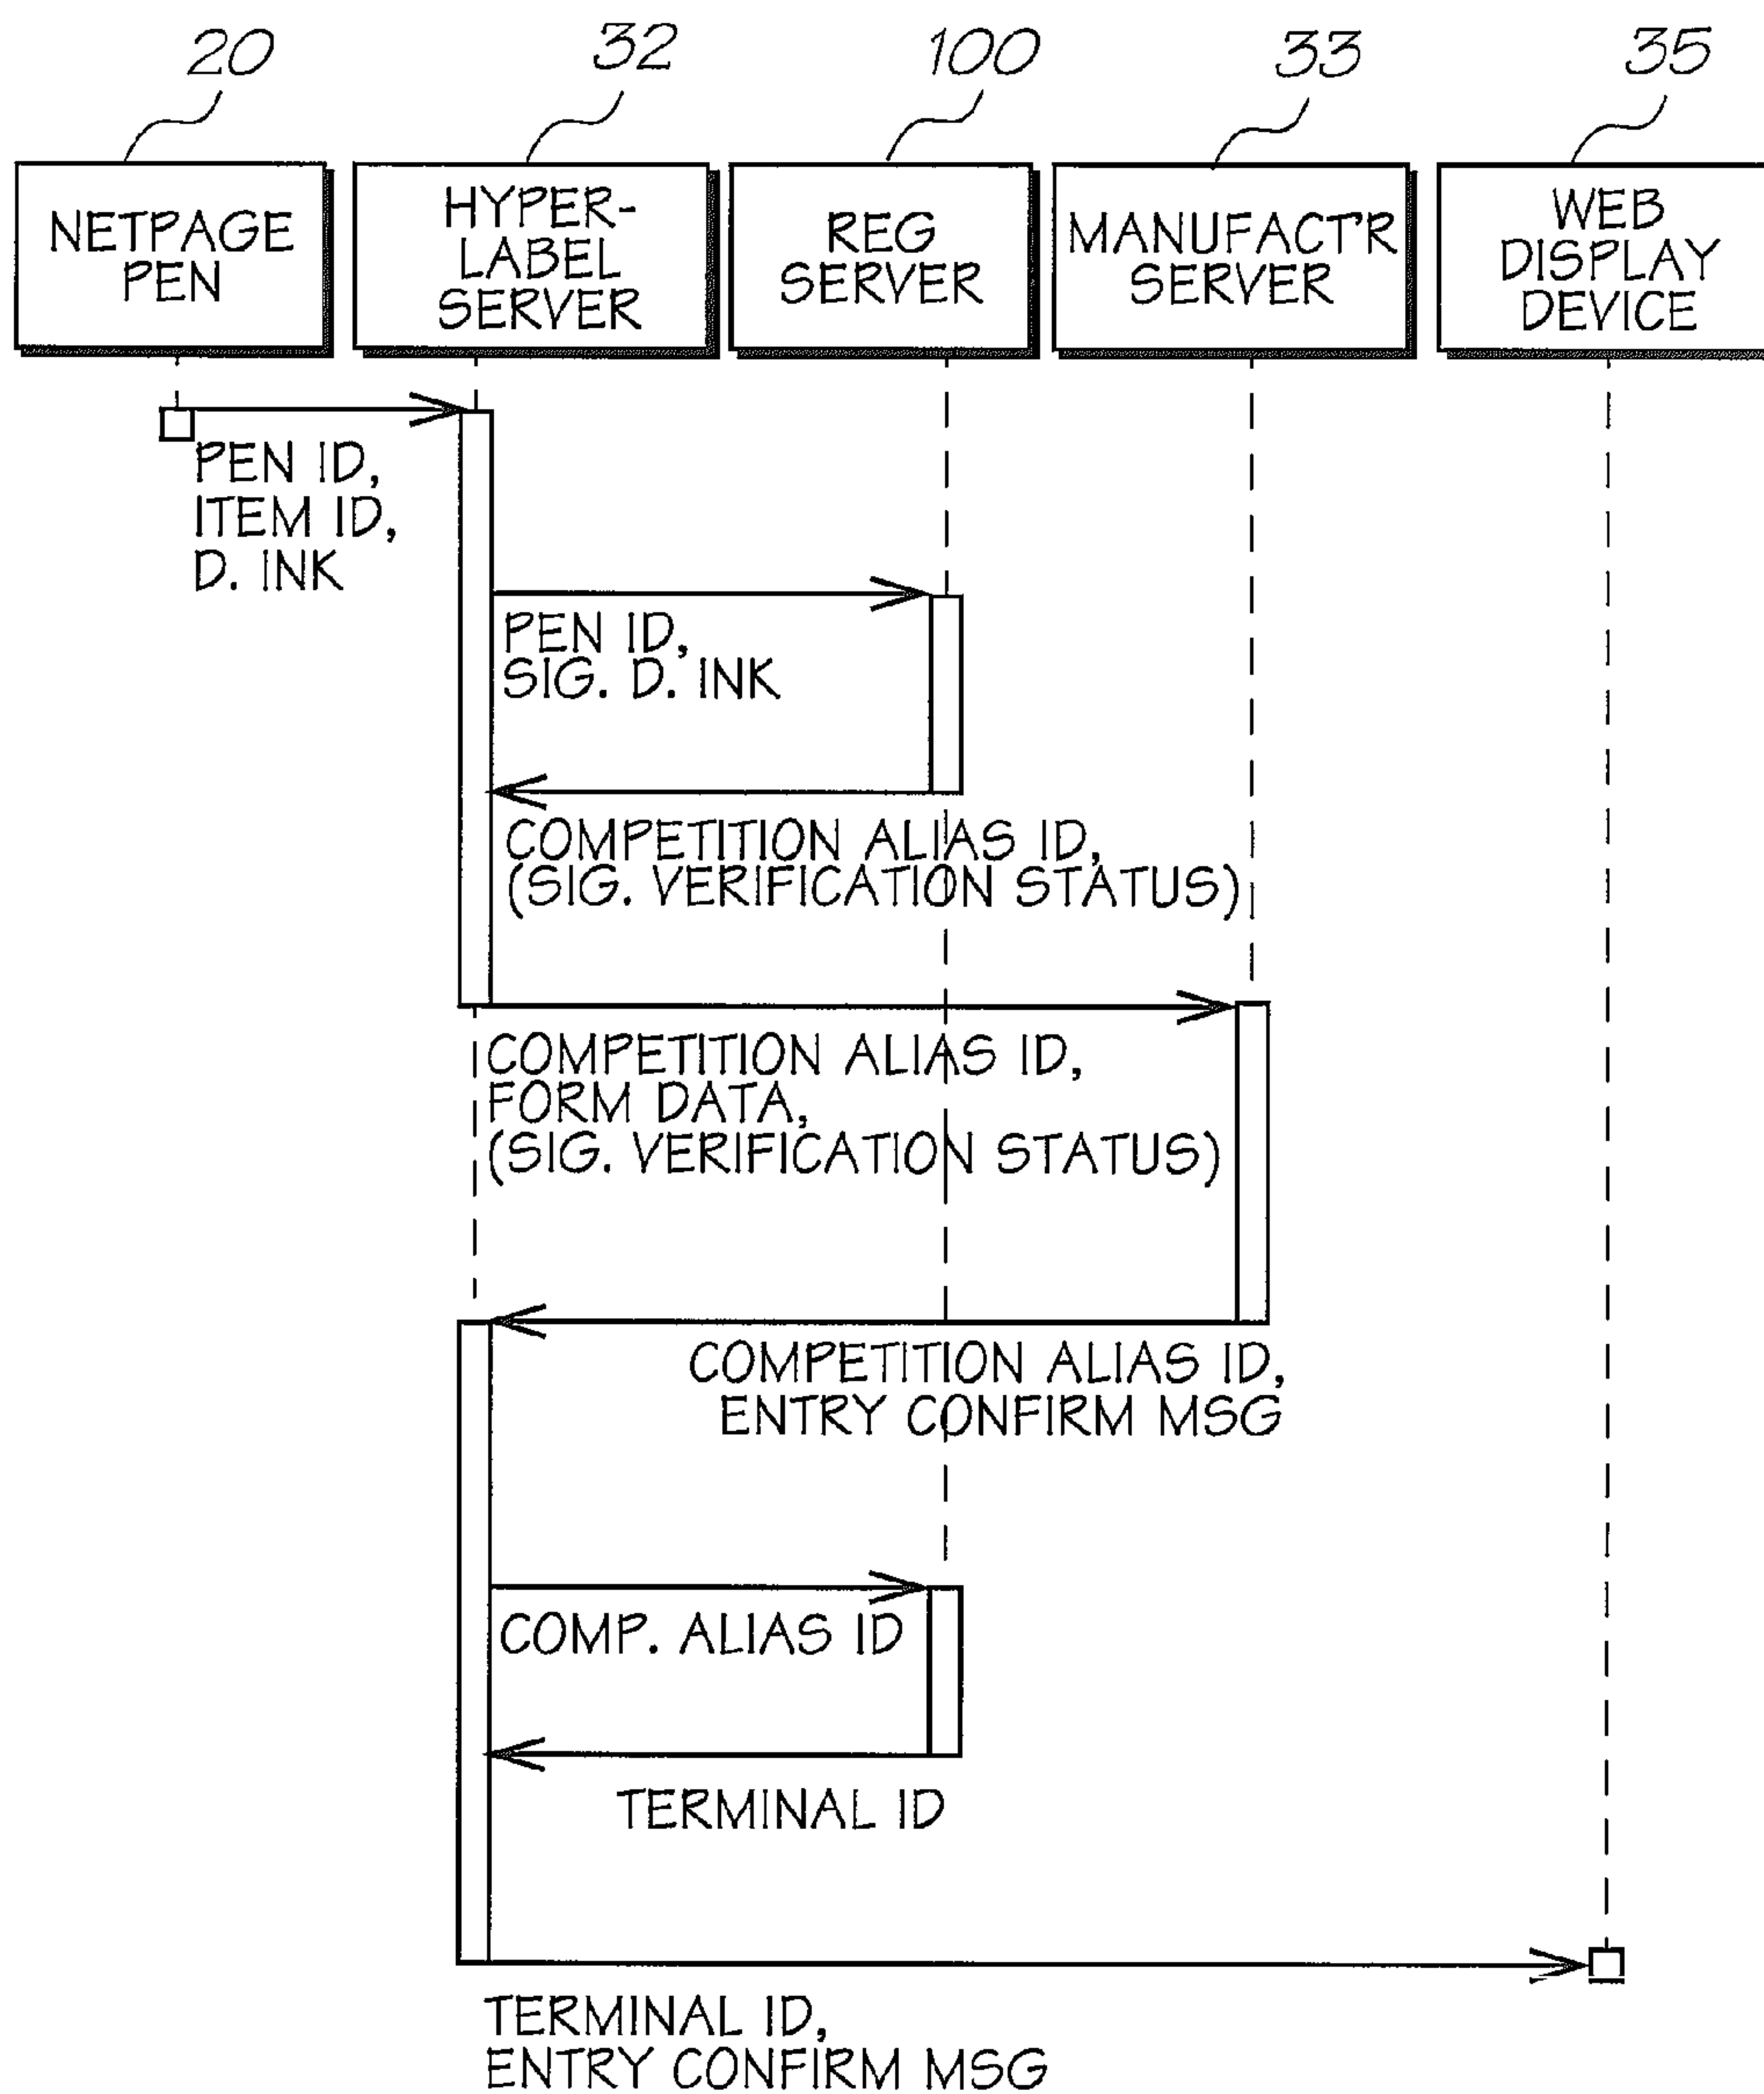 20
32
100
33
35
NETPAGE
PEN
HYPER-
LABEL
SERVER
REG
SERVER
MANUFACT'R
SERVER
WEB
DISPLAY
DEVICE
PEN ID,
ITEM ID,
D. INK
PEN ID,
SIG. D. INK
COMPETITION ALIAS ID,
(SIG. VERIFICATION STATUS)
COMPETITION ALIAS ID,
FORM DATA,
(SIG. VERIFICATION STATUS)
COMPETITION ALIAS ID,
ENTRY CONFIRM MSG
COMP. ALIAS ID
TERMINAL ID
TERMINAL ID,
ENTRY CONFIRM MSG